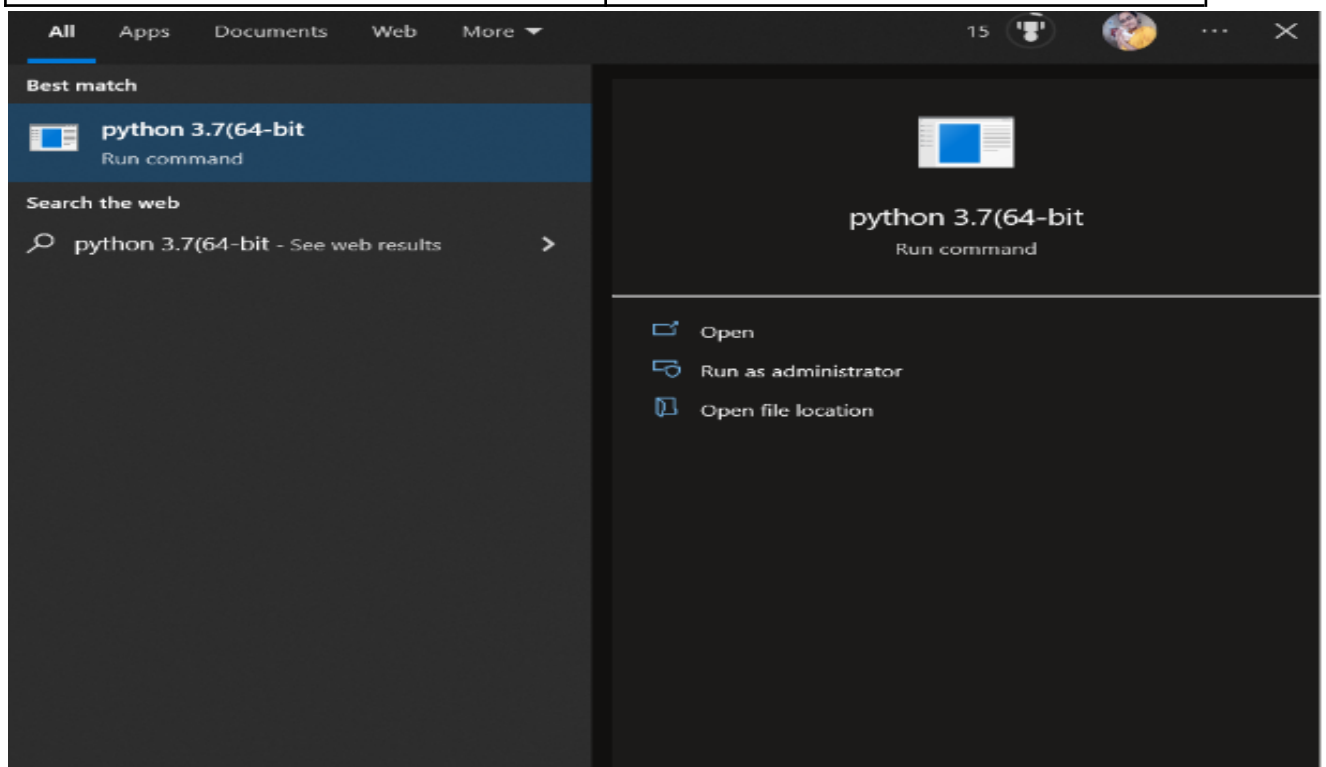 All Apps Documents Web More 15
Best match
python 3.7(64-bit
Run command
Search the web
python 3.7(64-bit - See web results
python 3.7(64-bit
Run command
Open
Run as administrator
Open file location